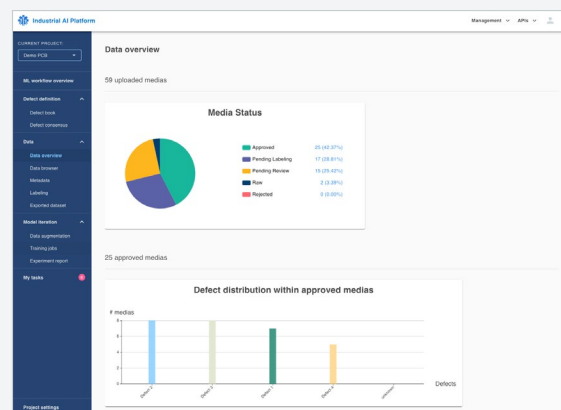 Industrial AI Platform
Management
APIs
CURRENT PROJECT:
Demo PCB
ML workflow overview
Defect definition
Defect book
Defect consensus
Data
Data overview
Data browser
Metadata
Labeling
Exported dataset
Model iteration
Data augmentation
Training jobs
Experiment report
My tasks
Project settings
Data overview
59 uploaded medias
Media Status
Approved 25 (42.37%)
Pending Labeling 17 (28.81%)
Pending Review 15 (25.42%)
Raw 2 (3.39%)
Rejected 0 (0.00%)
25 approved medias
Defect distribution within approved medias
# medias
8
6
4
2
0
Defects
unknown